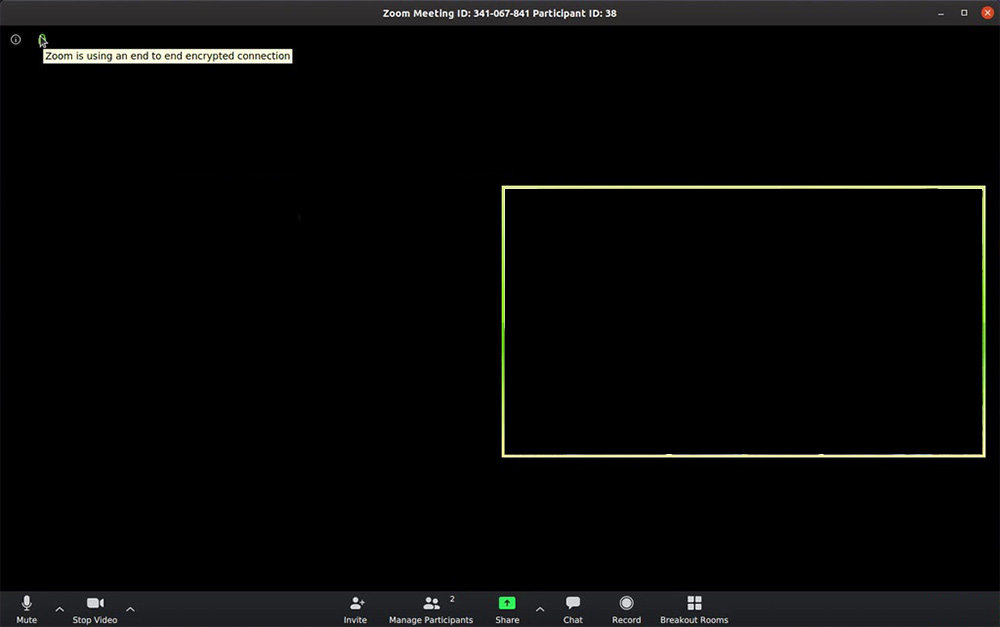 Zoom Meeting ID: 341-067-841 Participant ID: 38
Zoom is using an end to end encrypted connection
2
Mute
Stop Video
Invite
Manage Participants
Share
Chat
Record
Breakout Rooms